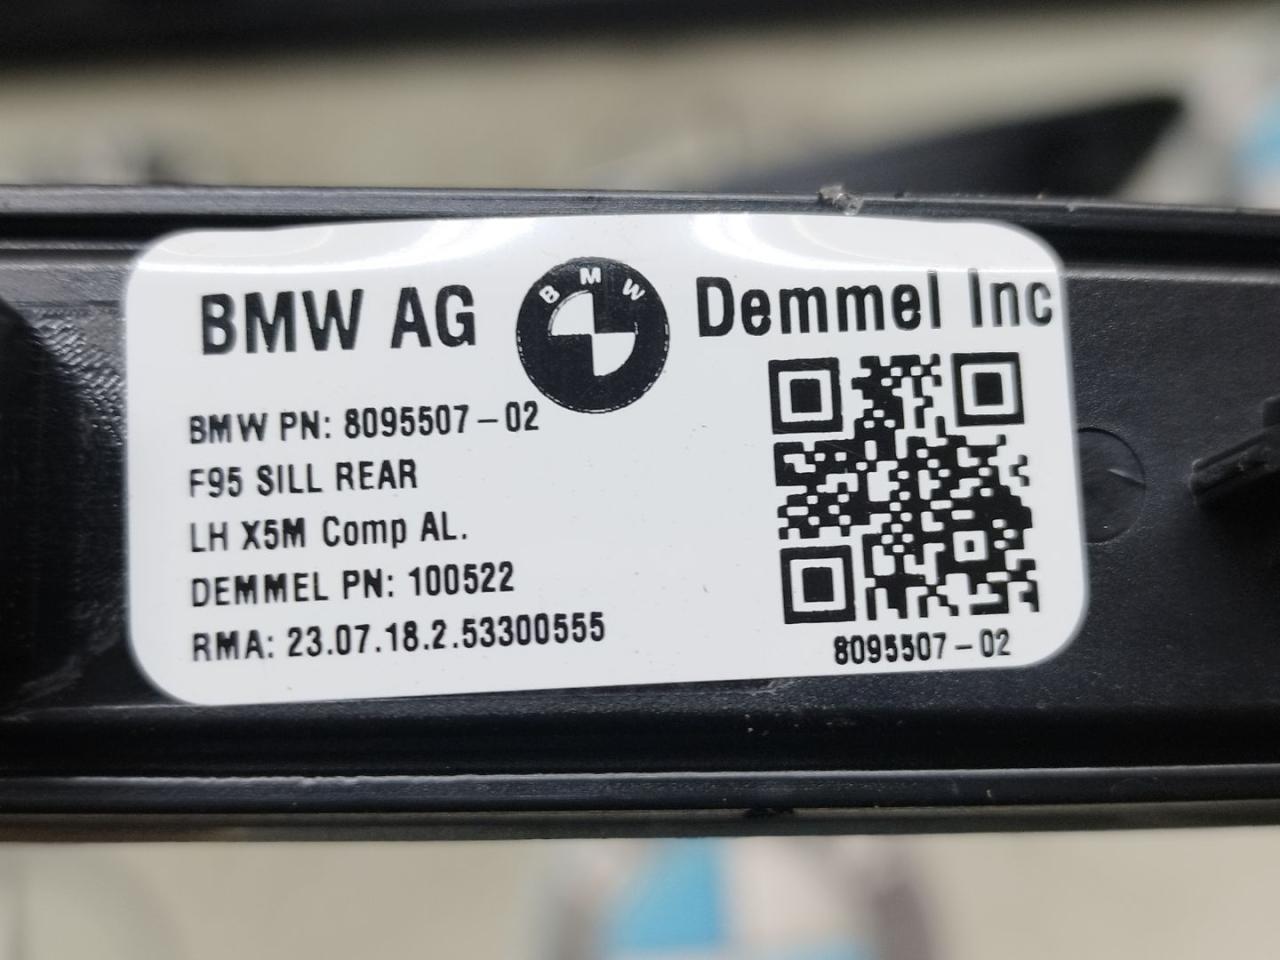 BMW AG
BMW
Demmel Inc
BMW PN: 8095507-02
F95 SILL REAR
LH X5M Comp AL.
DEMMEL PN: 100522
RMA: 23.07.18.2.53300555
8095507-02